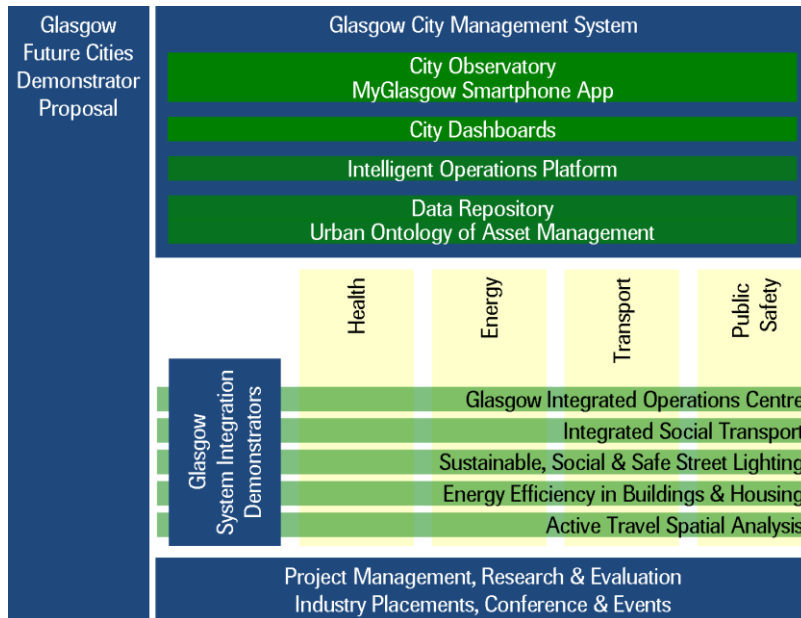 Glasgow
Future Cities
Demonstrator
Proposal
Glasgow City Management System
City Observatory
MyGlasgow Smartphone App
City Dashboards
Intelligent Operations Platform
Data Repository
Urban Ontology of Asset Management
Health
Energy
Transport
Public
Safety
Glasgow
System Integration
Demonstrators
Glasgow Integrated Operations Centre
Integrated Social Transport
Sustainable, Social & Safe Street Lighting
Energy Efficiency in Buildings & Housing
Active Travel Spatial Analysis
Project Management, Research & Evaluation
Industry Placements, Conference & Events